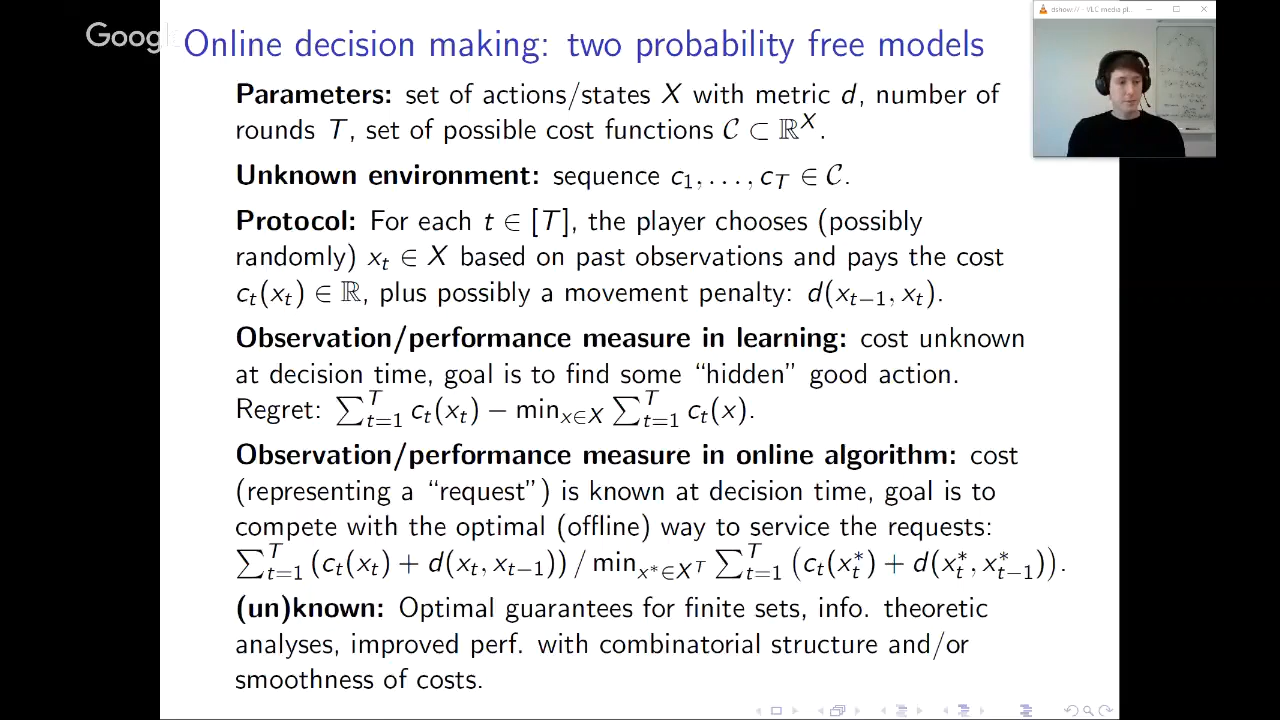 Google
Online decision making: two probability free models
dshow:// - VLC media pl...
Parameters: set of actions/states X with metric d, number of
rounds T, set of possible cost functions 𝒞 ⊂ ℝ^X.
Unknown environment: sequence c_1, . . . , c_T ∈ 𝒞.
Protocol: For each t ∈ [T], the player chooses (possibly
randomly) x_t ∈ X based on past observations and pays the cost
c_t(x_t) ∈ ℝ, plus possibly a movement penalty: d(x_{t−1}, x_t).
Observation/performance measure in learning: cost unknown
at decision time, goal is to find some “hidden” good action.
Regret: ∑_{t=1}^T c_t(x_t) − min_{x∈X} ∑_{t=1}^T c_t(x).
Observation/performance measure in online algorithm: cost
(representing a “request”) is known at decision time, goal is to
compete with the optimal (offline) way to service the requests:
∑_{t=1}^T (c_t(x_t) + d(x_t, x_{t−1})) / min_{x*∈X^T} ∑_{t=1}^T (c_t(x*_t) + d(x*_t, x*_{t−1})).
(un)known: Optimal guarantees for finite sets, info. theoretic
analyses, improved perf. with combinatorial structure and/or
smoothness of costs.